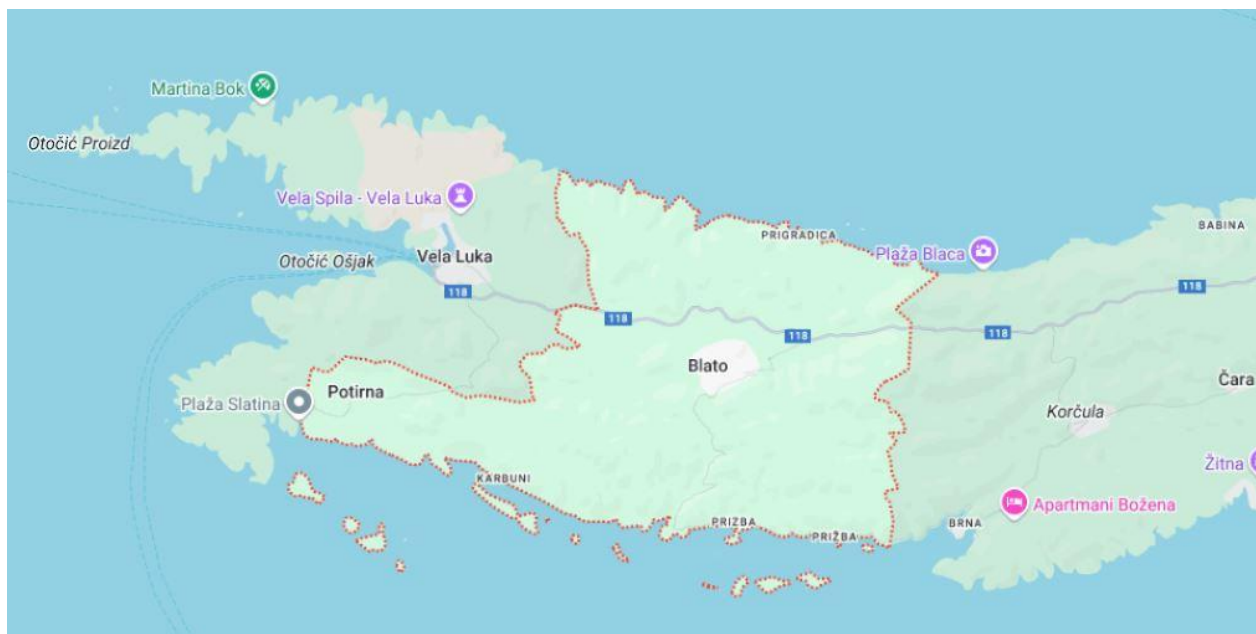 Martina Bok
Otočić Proizd
Vela Spila - Vela Luka
BABINA
PRIGRADICA
Plaža Blaca
Vela Luka
Otočić Ošjak
118
118
118
118
118
Blato
Potirna
Čara
Plaža Slatina
Korčula
Žitna
KARBUNI
Apartmani Božena
PRIZBA
BRNA
PRIŽBA